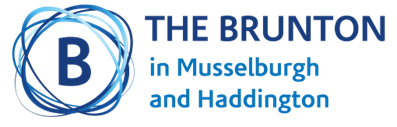 B
THE BRUNTON
in Musselburgh
and Haddington